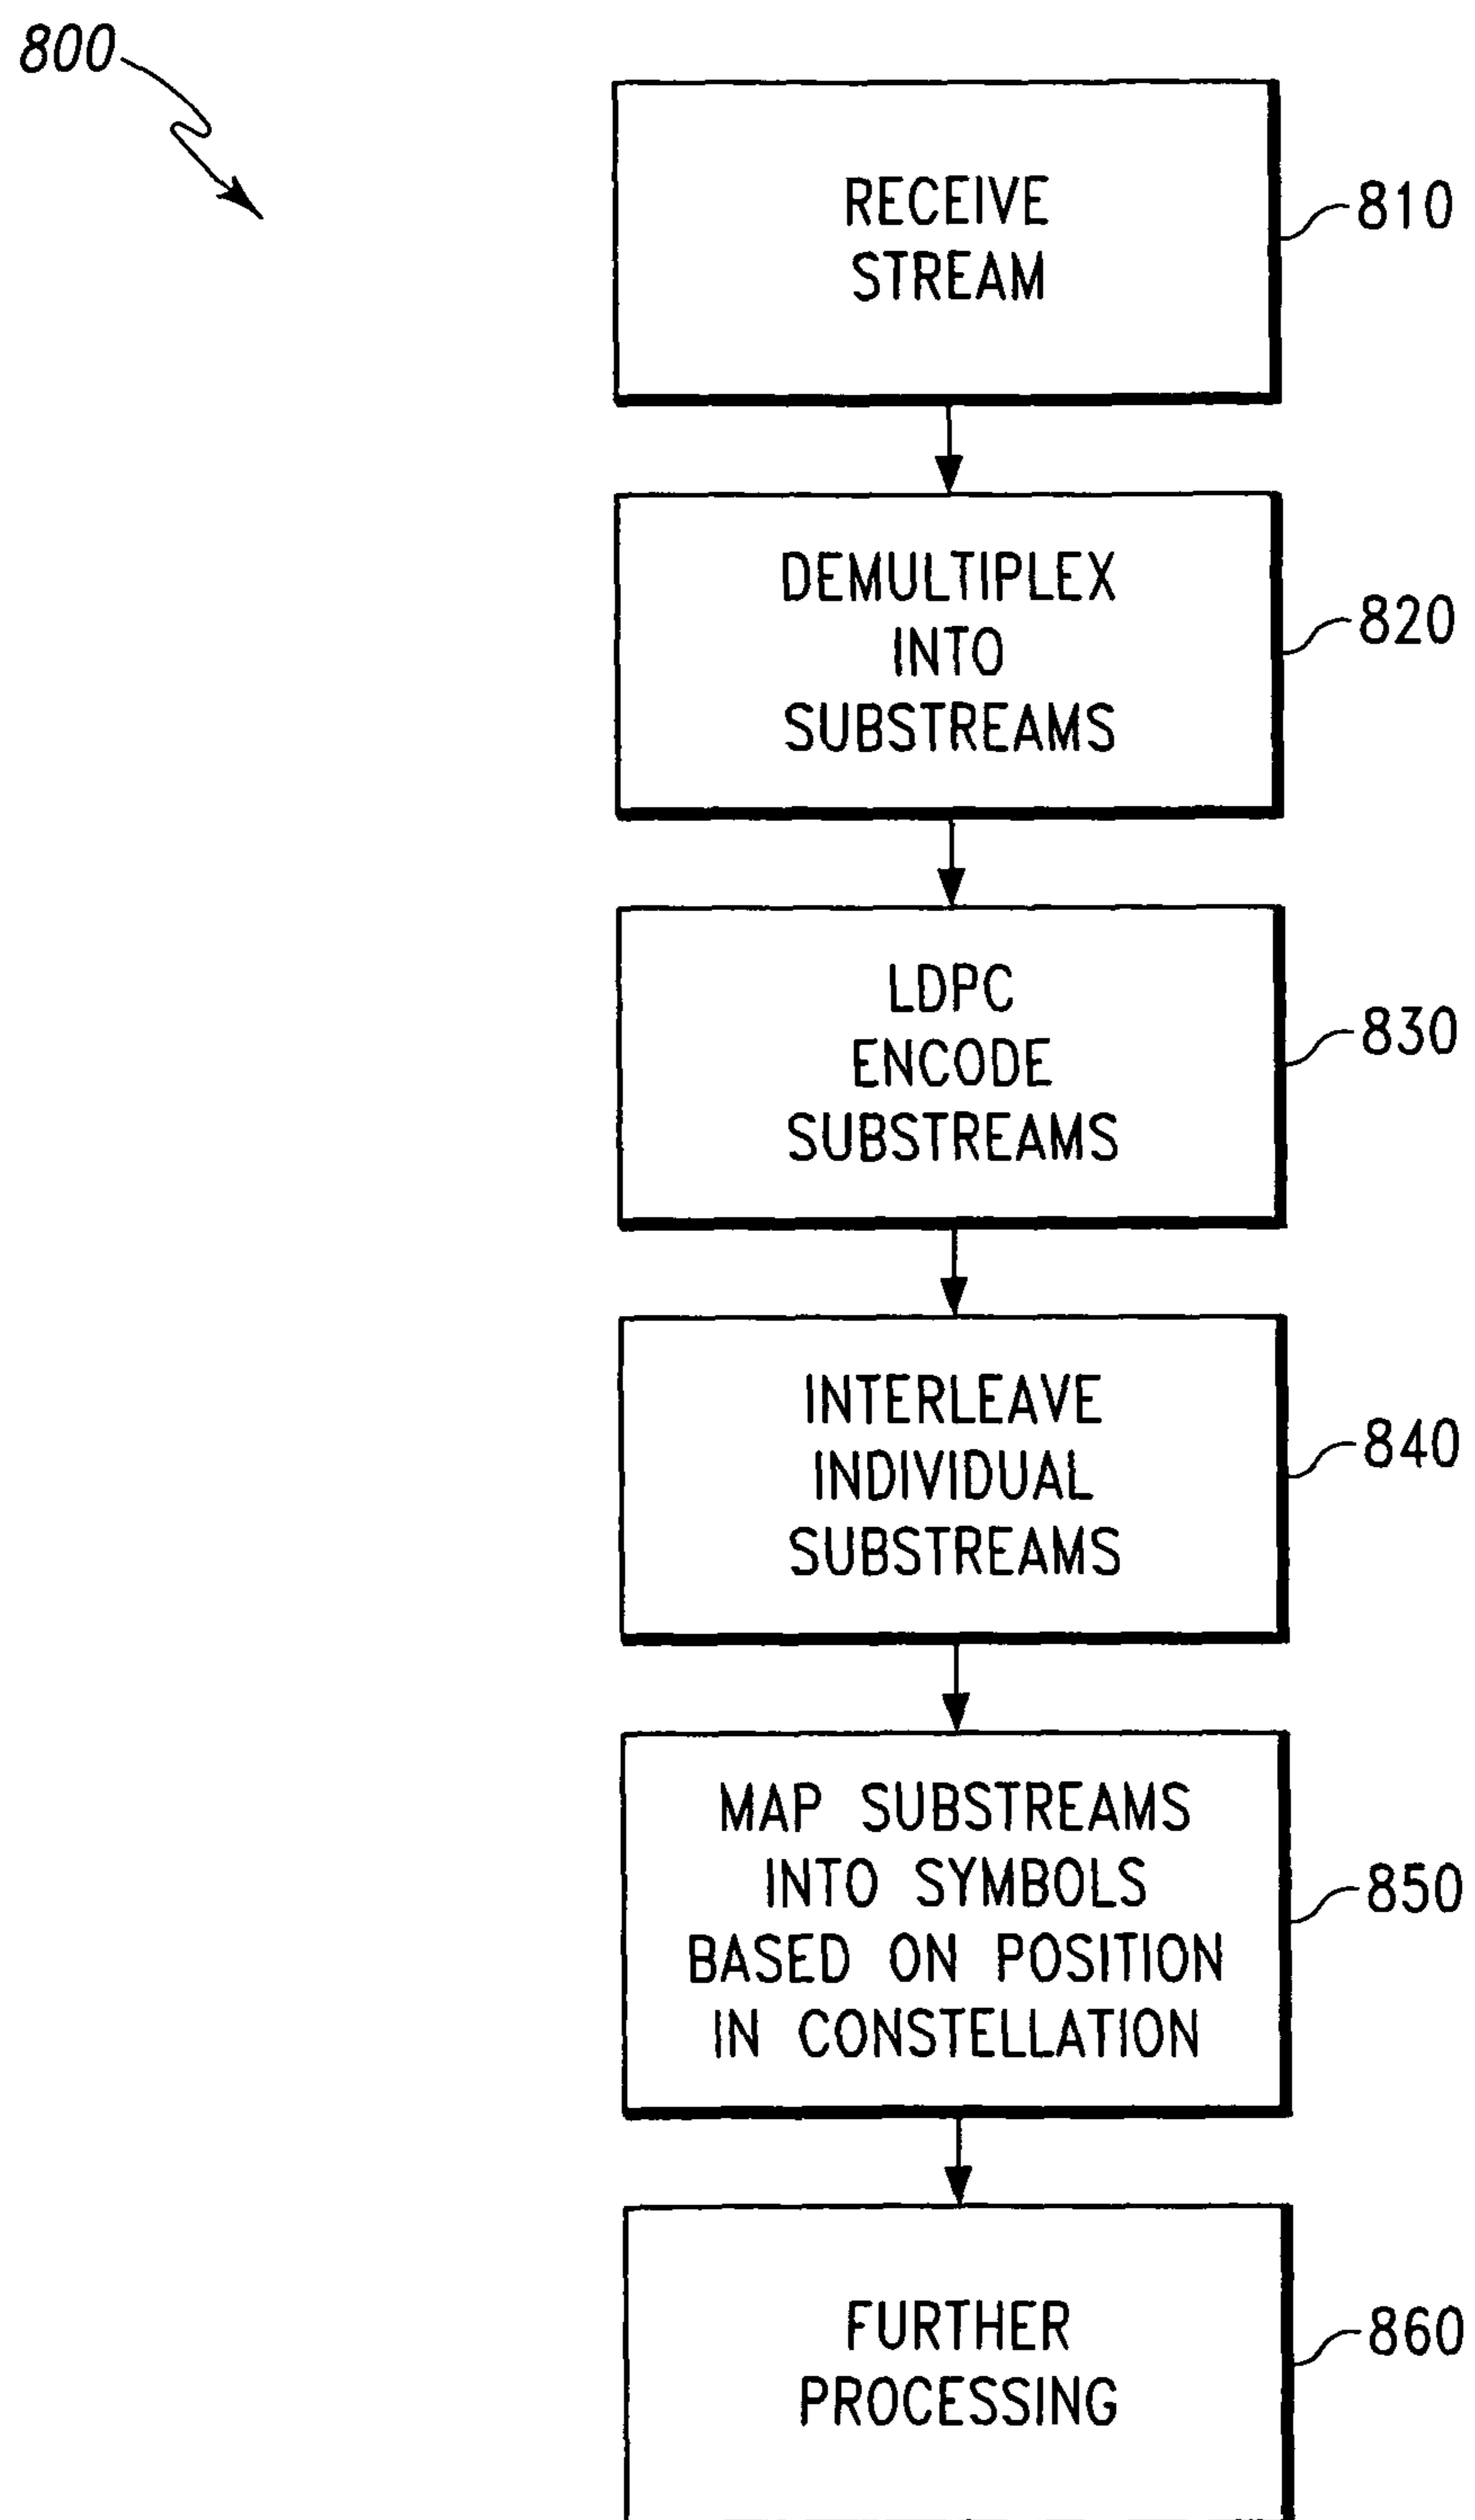 800
RECEIVE
STREAM
810
DEMULTIPLEX
INTO
SUBSTREAMS
820
LDPC
ENCODE
SUBSTREAMS
830
INTERLEAVE
INDIVIDUAL
SUBSTREAMS
840
MAP SUBSTREAMS
INTO SYMBOLS
BASED ON POSITION
IN CONSTELLATION
850
FURTHER
PROCESSING
860